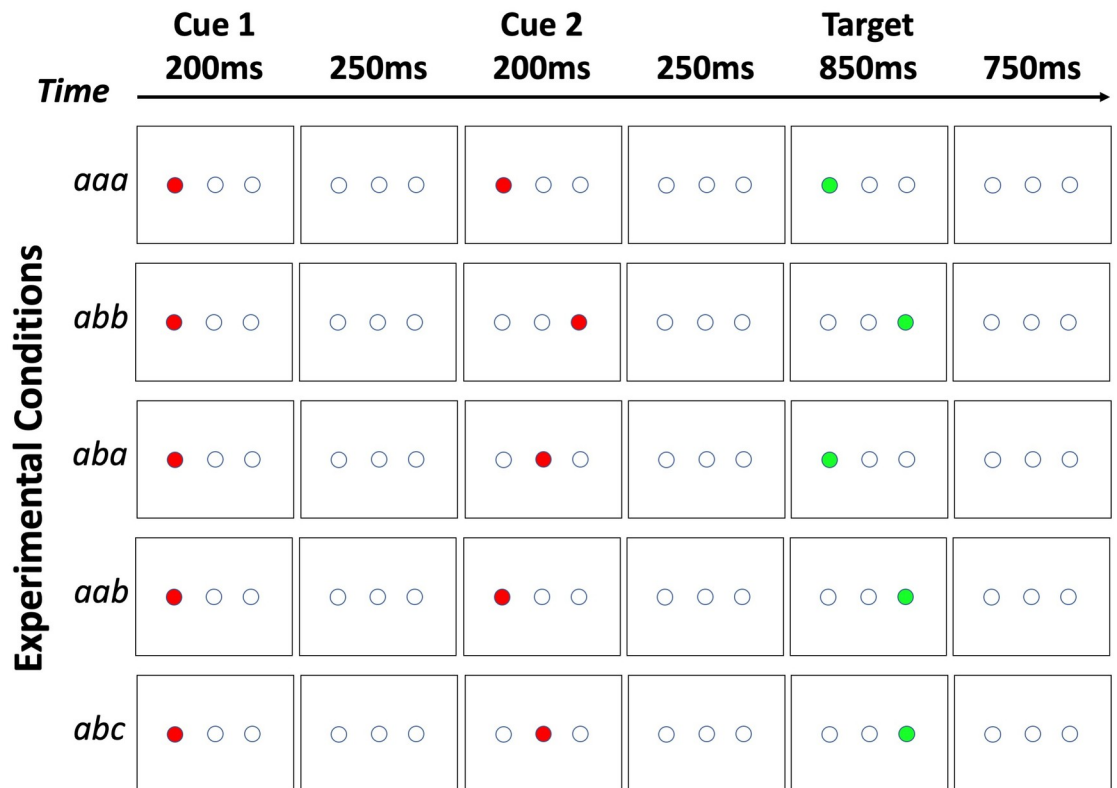 Cue 1 Cue 2 Target
200ms 250ms 200ms 250ms 850ms 750ms
Time
Experimental Conditions
aaa
abb
aba
aab
abc